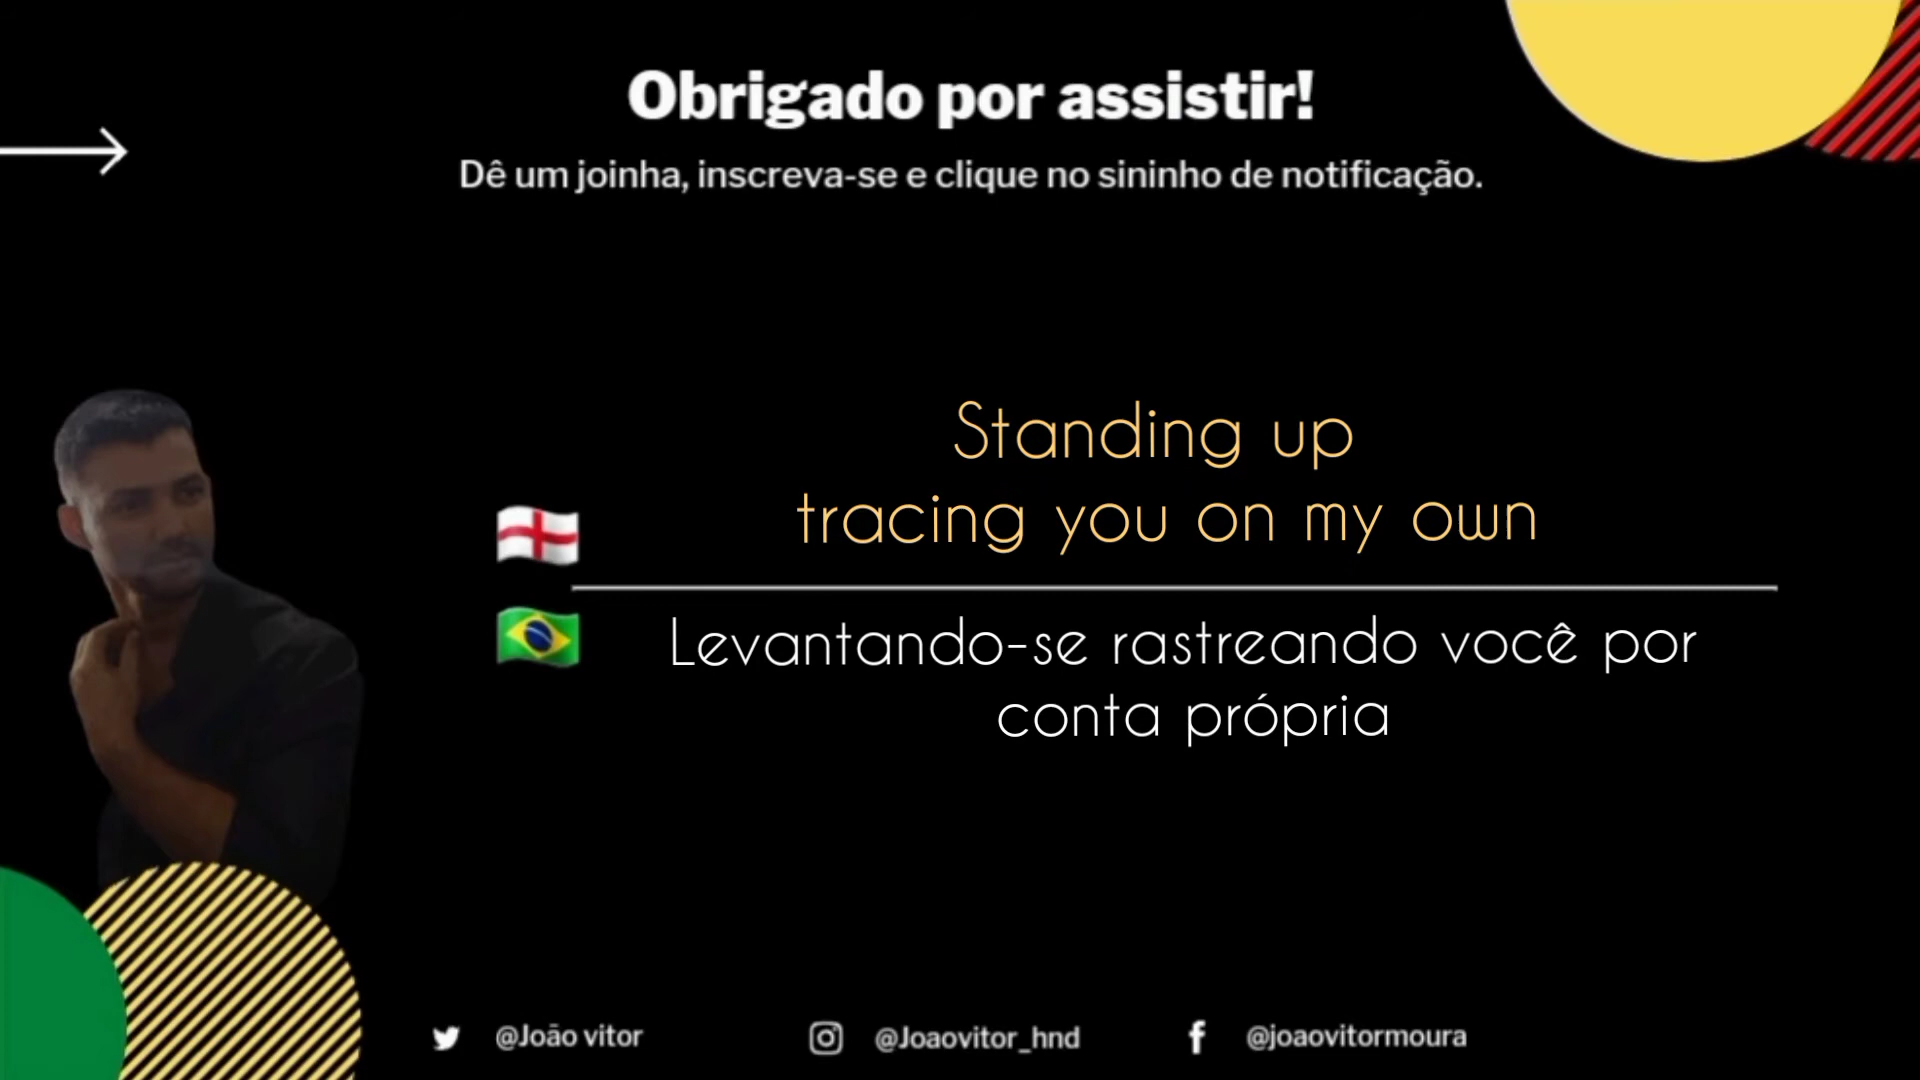 Obrigado por assistir!
Dê um joinha, inscreva-se e clique no sininho de notificação.
Standing up
tracing you on my own
Levantando-se rastreando você por
conta própria
@João vitor
@Joaovitor_hnd
@joaovitormoura